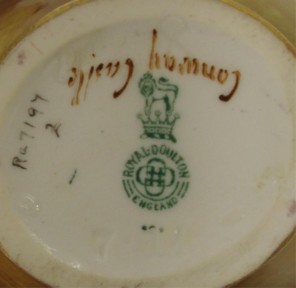 Conway Castle
ROYAL·DOULTON
ENGLAND
Ra7197
2